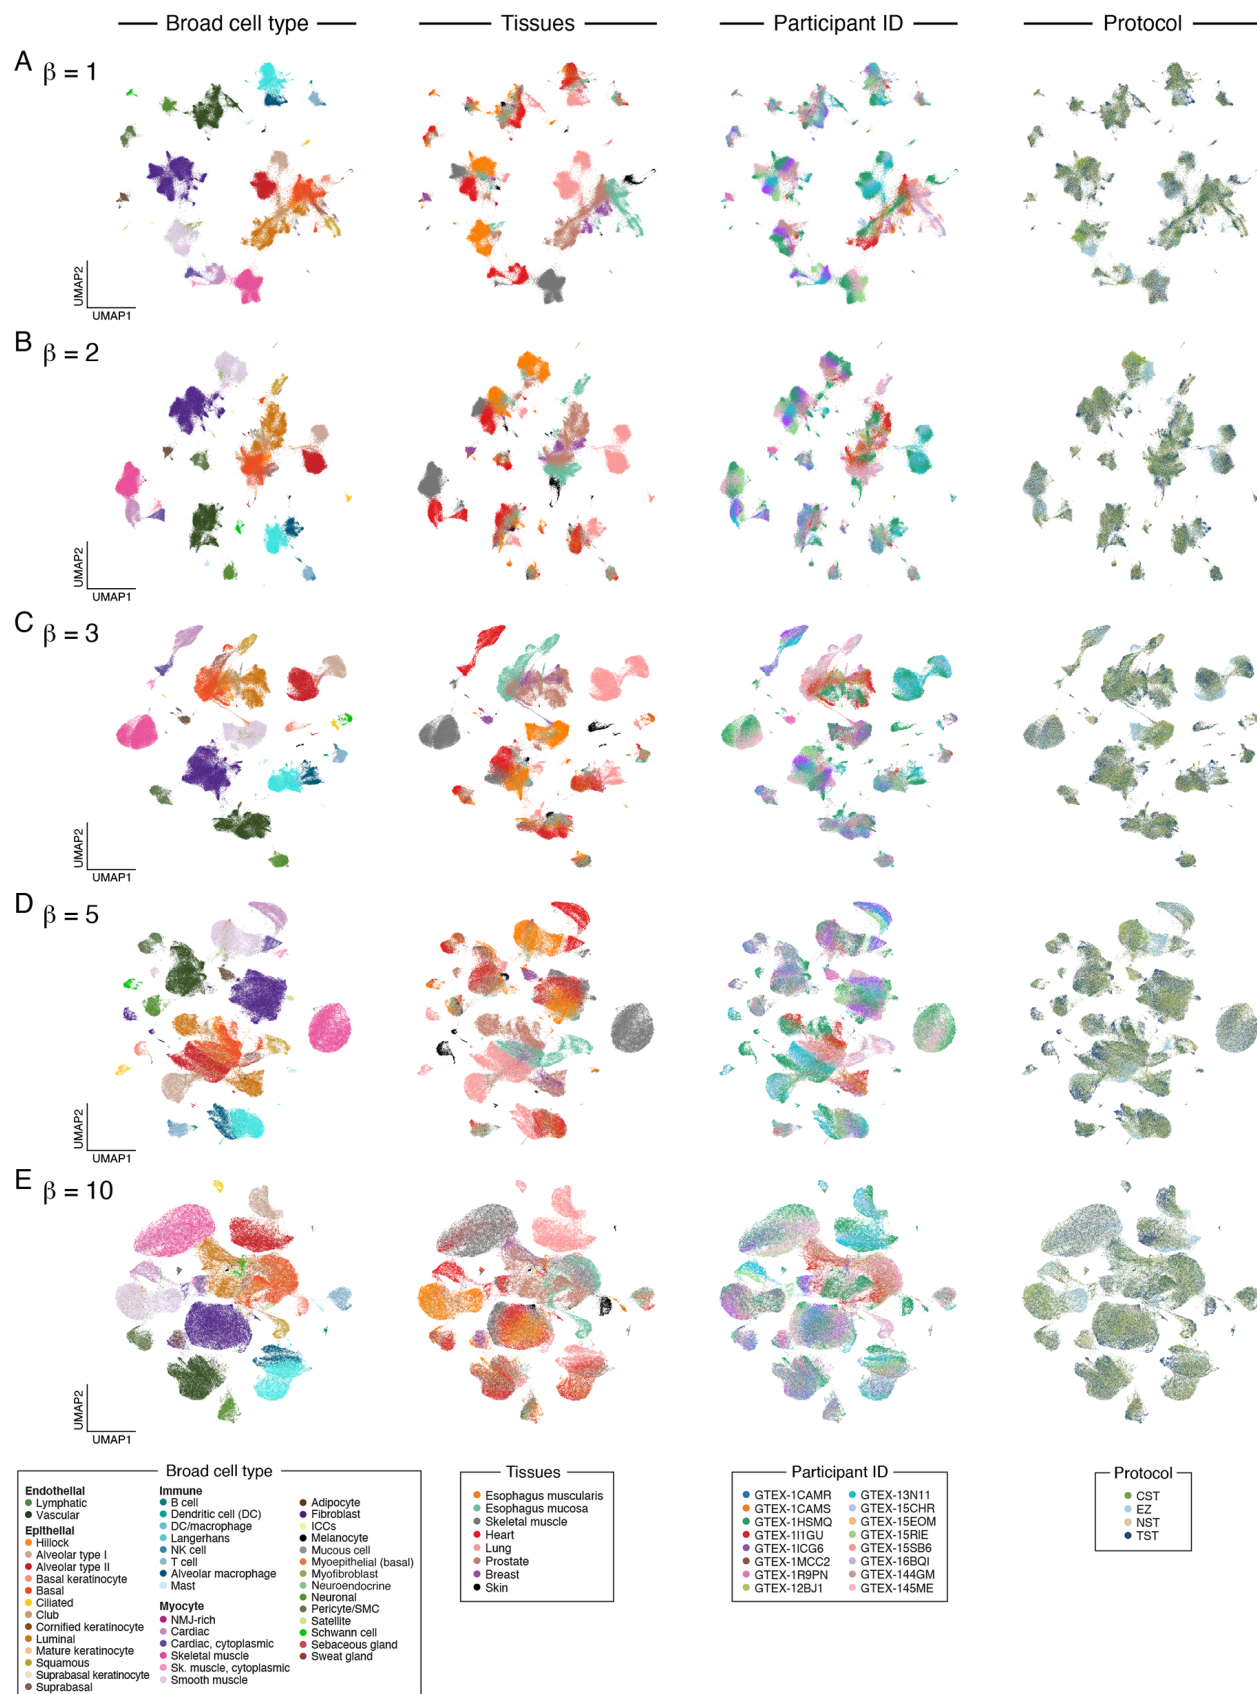 Broad cell type
Tissues
Participant ID
Protocol
A
β = 1
UMAP2
UMAP1
B
β = 2
UMAP2
UMAP1
C
β = 3
UMAP2
UMAP1
D
β = 5
UMAP2
UMAP1
E
β = 10
UMAP2
UMAP1
Broad cell type
Endothelial
Lymphatic
Vascular
Epithelial
Hillock
Alveolar type I
Alveolar type II
Basal keratinocyte
Basal
Ciliated
Club
Cornified keratinocyte
Luminal
Mature keratinocyte
Squamous
Suprabasal keratinocyte
Suprabasal
Immune
B cell
Dendritic cell (DC)
DC/macrophage
Langerhans
NK cell
T cell
Alveolar macrophage
Mast
Myocyte
NMJ-rich
Cardiac
Cardiac, cytoplasmic
Skeletal muscle
Sk. muscle, cytoplasmic
Smooth muscle
Adipocyte
Fibroblast
ICCs
Melanocyte
Mucous cell
Myoepithelial (basal)
Myofibroblast
Neuroendocrine
Neuronal
Pericyte/SMC
Satellite
Schwann cell
Sebaceous gland
Sweat gland
Tissues
Esophagus muscularis
Esophagus mucosa
Skeletal muscle
Heart
Lung
Prostate
Breast
Skin
Participant ID
GTEX-1CAMR
GTEX-1CAMS
GTEX-1HSMQ
GTEX-1I1GU
GTEX-1ICG6
GTEX-1MCC2
GTEX-1R9PN
GTEX-12BJ1
GTEX-13N11
GTEX-15CHR
GTEX-15EOM
GTEX-15RIE
GTEX-15SB6
GTEX-16BQI
GTEX-144GM
GTEX-145ME
Protocol
CST
EZ
NST
TST